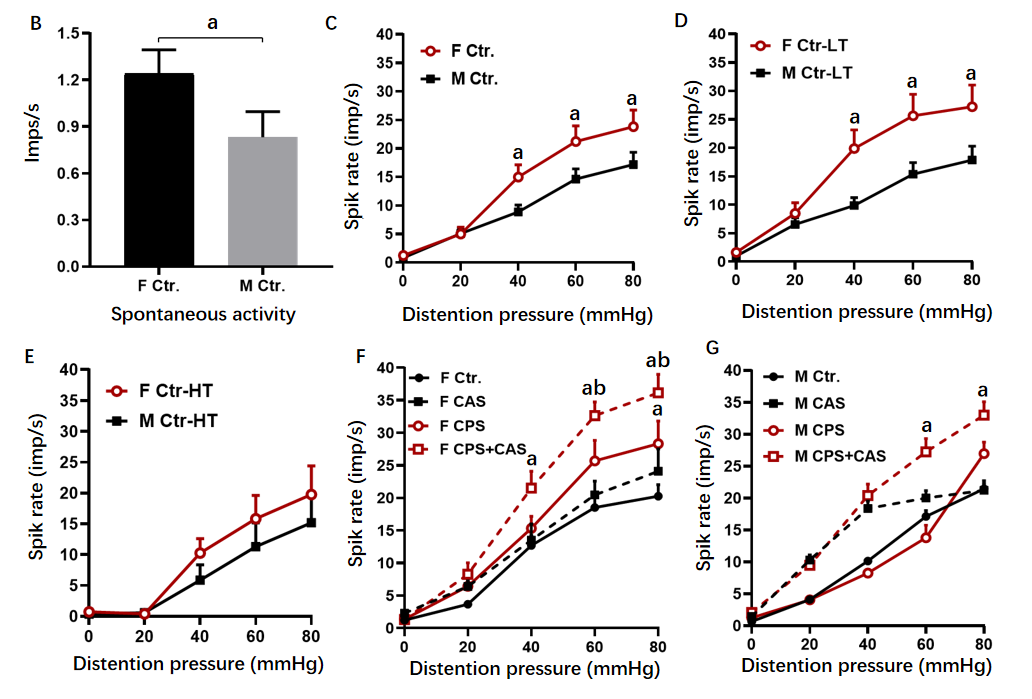 B
a
1.5
1.2
0.9
0.6
0.3
0.0
Imps/s
F Ctr.
M Ctr.
Spontaneous activity
C
F Ctr.
M Ctr.
40
35
30
25
20
15
10
5
0
Spik rate (imp/s)
a
a
a
0
20
40
60
80
Distention pressure (mmHg)
D
F Ctr-LT
M Ctr-LT
40
35
30
25
20
15
10
5
0
Spik rate (imp/s)
a
a
a
0
20
40
60
80
Distention pressure (mmHg)
E
F Ctr-HT
M Ctr-HT
40
35
30
25
20
15
10
5
0
Spik rate (imp/s)
0
20
40
60
80
Distention pressure (mmHg)
F
F Ctr.
F CAS
F CPS
F CPS+CAS
40
35
30
25
20
15
10
5
0
Spik rate (imp/s)
a
ab
ab
a
0
20
40
60
80
Distention pressure (mmHg)
G
M Ctr.
M CAS
M CPS
M CPS+CAS
40
35
30
25
20
15
10
5
0
Spik rate (imp/s)
a
a
0
20
40
60
80
Distention pressure (mmHg)